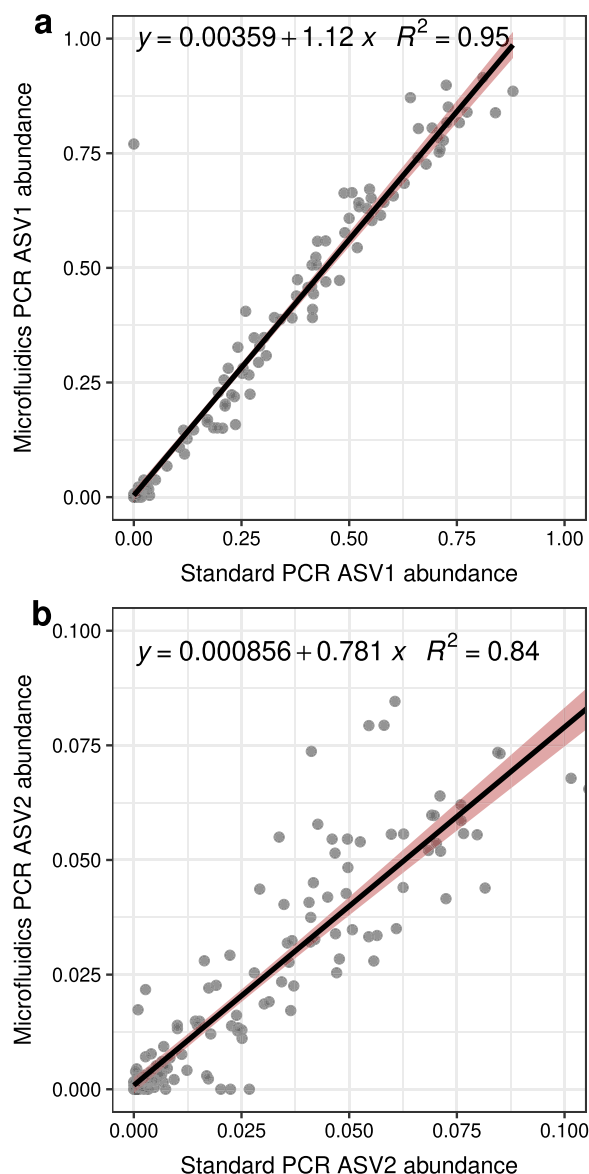 a
y = 0.00359 + 1.12 x R² = 0.95
1.00
0.75
0.50
0.25
0.00
Microfluidics PCR ASV1 abundance
0.00 0.25 0.50 0.75 1.00
Standard PCR ASV1 abundance
b
y = 0.000856 + 0.781 x R² = 0.84
0.100
0.075
0.050
0.025
0.000
Microfluidics PCR ASV2 abundance
0.000 0.025 0.050 0.075 0.100
Standard PCR ASV2 abundance